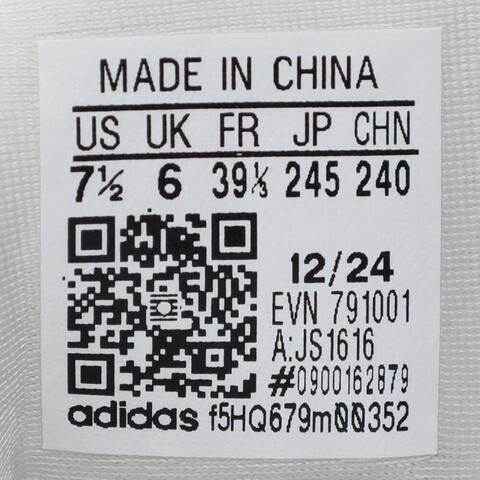 MADE IN CHINA
US UK FR JP CHN
7½ 6 39⅓ 245 240
12/24
EVN 791001
A:JS1616
#0900162879
adidas f5HQ679m00352